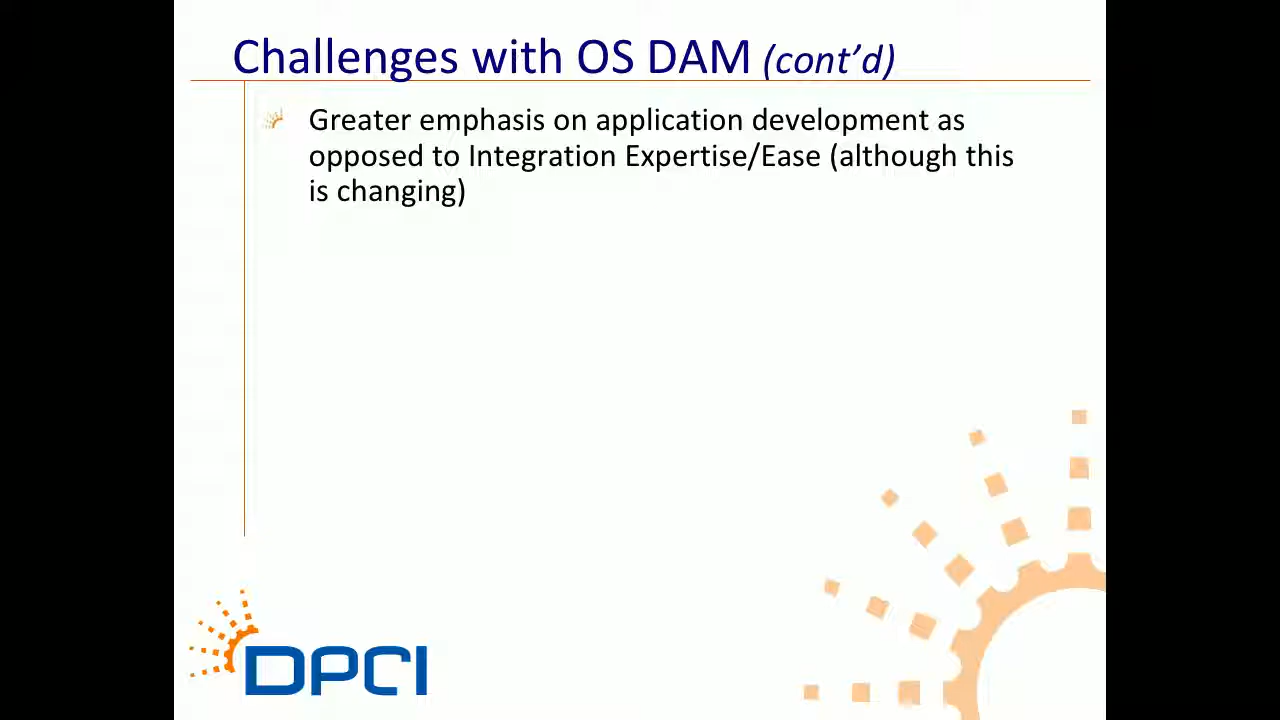 Challenges with OS DAM (cont’d)
Greater emphasis on application development as
opposed to Integration Expertise/Ease (although this
is changing)
DPCI